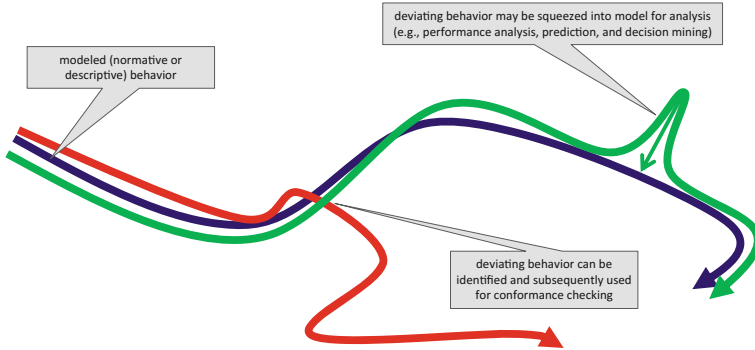 deviating behavior may be squeezed into model for analysis
(e.g., performance analysis, prediction, and decision mining)
modeled (normative or
descriptive) behavior
deviating behavior can be
identified and subsequently used
for conformance checking